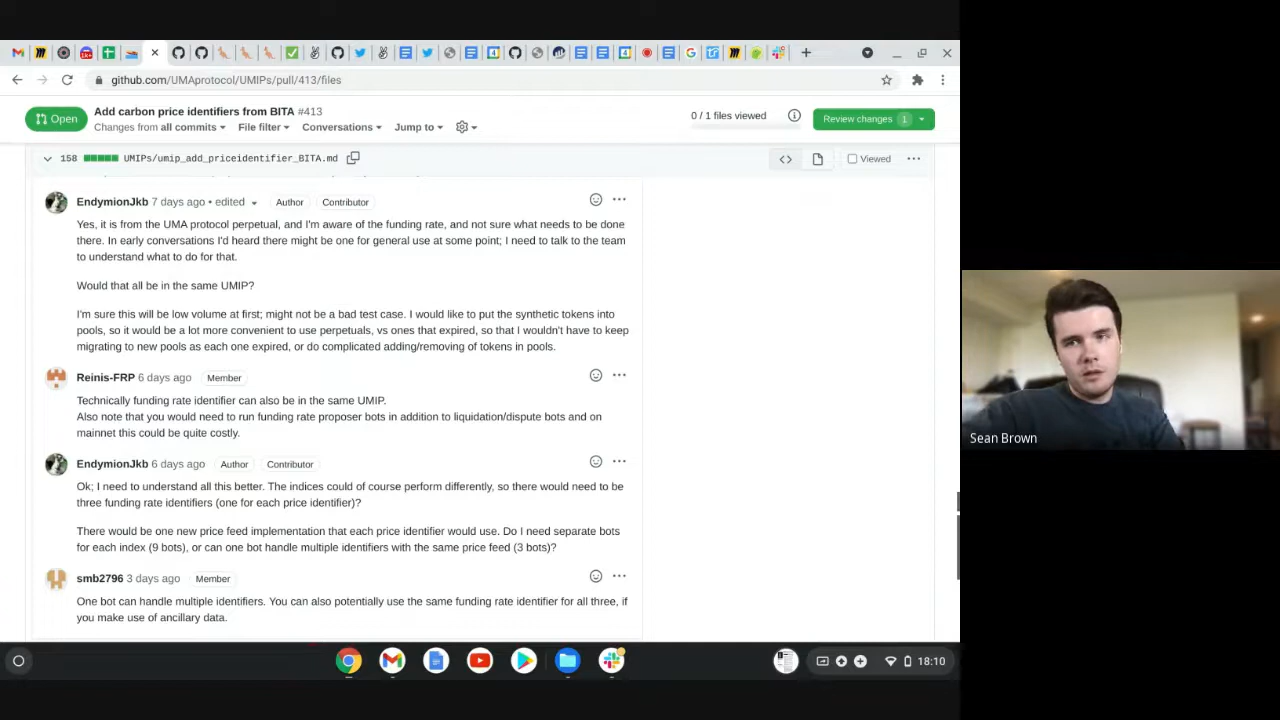 github.com/UMAprotocol/UMIPs/pull/413/files
Open
Add carbon price identifiers from BITA #413
Changes from all commits File filter Conversations Jump to
0 / 1 files viewed
Review changes 1
158 UMIPs/umip_add_priceidentifier_BITA.md
Viewed
EndymionJkb 7 days ago • edited Author Contributor
Yes, it is from the UMA protocol perpetual, and I'm aware of the funding rate, and not sure what needs to be done
there. In early conversations I'd heard there might be one for general use at some point; I need to talk to the team
to understand what to do for that.
Would that all be in the same UMIP?
I'm sure this will be low volume at first; might not be a bad test case. I would like to put the synthetic tokens into
pools, so it would be a lot more convenient to use perpetuals, vs ones that expired, so that I wouldn't have to keep
migrating to new pools as each one expired, or do complicated adding/removing of tokens in pools.
Reinis-FRP 6 days ago Member
Technically funding rate identifier can also be in the same UMIP.
Also note that you would need to run funding rate proposer bots in addition to liquidation/dispute bots and on
mainnet this could be quite costly.
EndymionJkb 6 days ago Author Contributor
Ok; I need to understand all this better. The indices could of course perform differently, so there would need to be
three funding rate identifiers (one for each price identifier)?
There would be one new price feed implementation that each price identifier would use. Do I need separate bots
for each index (9 bots), or can one bot handle multiple identifiers with the same price feed (3 bots)?
smb2796 3 days ago Member
One bot can handle multiple identifiers. You can also potentially use the same funding rate identifier for all three, if
you make use of ancillary data.
18:10
Sean Brown